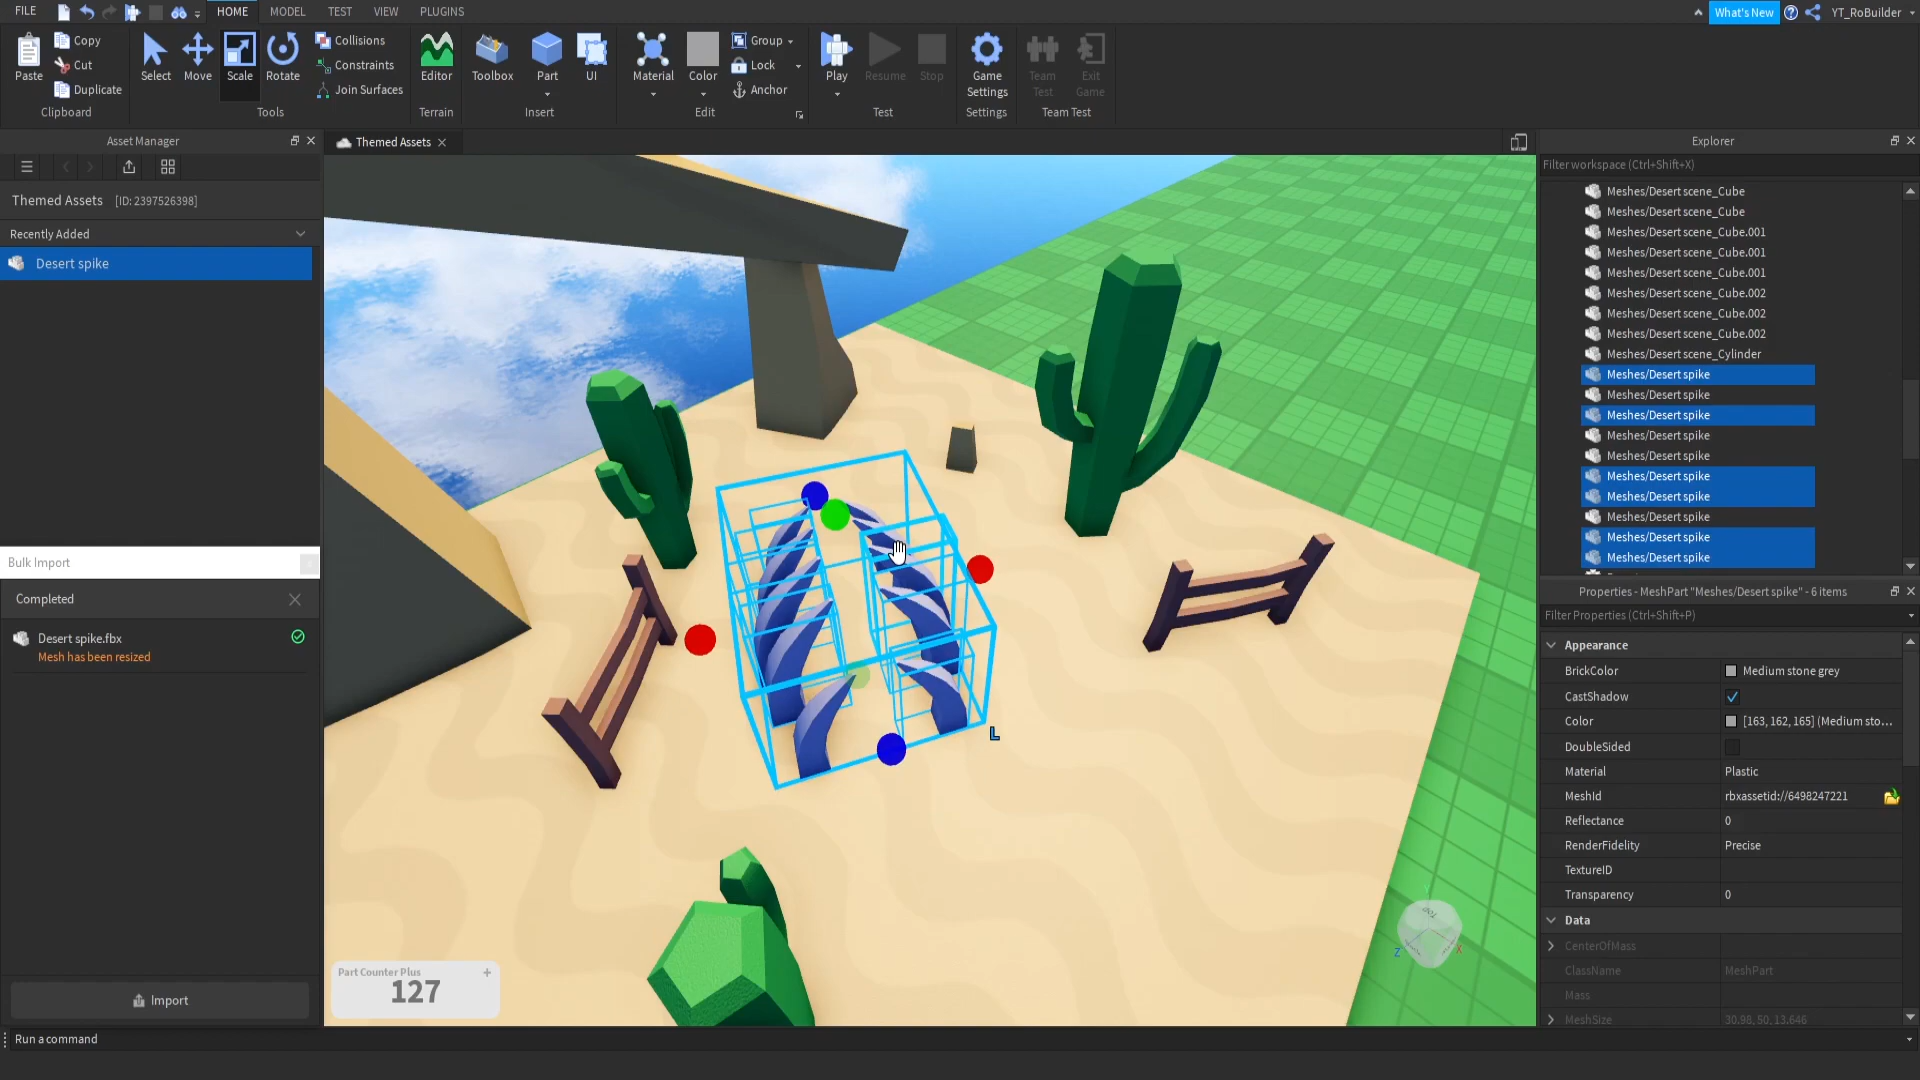 FILE
HOME
MODEL
TEST
VIEW
PLUGINS
What's New
YT_RoBuilder
Paste
Copy
Cut
Duplicate
Clipboard
Select
Move
Scale
Rotate
Collisions
Constraints
Join Surfaces
Tools
Editor
Terrain
Toolbox
Part
UI
Insert
Material
Color
Group
Lock
Anchor
Edit
Play
Resume
Stop
Test
Game
Settings
Settings
Team
Test
Exit
Game
Team Test
Asset Manager
Themed Assets [ID: 2397526398]
Recently Added
Desert spike
Bulk Import
Completed
Desert spike.fbx
Mesh has been resized
Import
Run a command
Themed Assets
L
Part Counter Plus +
127
Top
Y
Z
X
Explorer
Filter workspace (Ctrl+Shift+X)
Meshes/Desert scene_Cube
Meshes/Desert scene_Cube
Meshes/Desert scene_Cube.001
Meshes/Desert scene_Cube.001
Meshes/Desert scene_Cube.001
Meshes/Desert scene_Cube.002
Meshes/Desert scene_Cube.002
Meshes/Desert scene_Cube.002
Meshes/Desert scene_Cylinder
Meshes/Desert spike
Meshes/Desert spike
Meshes/Desert spike
Meshes/Desert spike
Meshes/Desert spike
Meshes/Desert spike
Meshes/Desert spike
Meshes/Desert spike
Meshes/Desert spike
Meshes/Desert spike
Properties - MeshPart "Meshes/Desert spike" - 6 items
Filter Properties (Ctrl+Shift+P)
Appearance
BrickColor Medium stone grey
CastShadow
Color [163, 162, 165] (Medium sto...
DoubleSided
Material Plastic
MeshId rbxassetid://6498247221
Reflectance 0
RenderFidelity Precise
TextureID
Transparency 0
Data
CenterOfMass
ClassName MeshPart
Mass
MeshSize 30.98, 50, 13.646